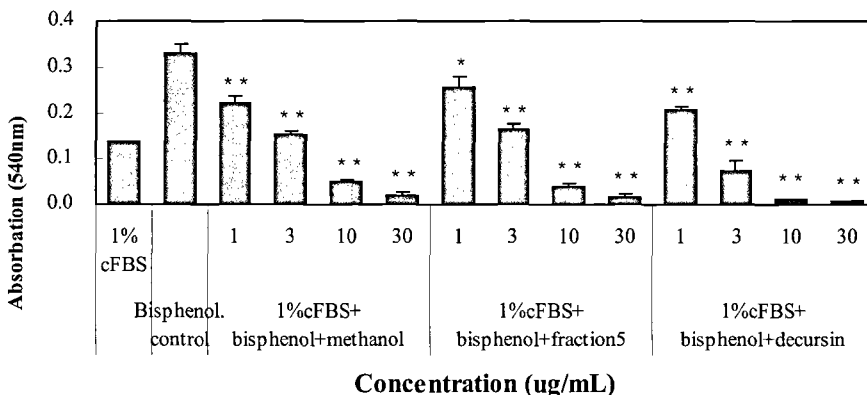 Absorbation (540nm)
0.4
0.3
0.2
0.1
0.0
* *
* *
* *
* *
*
* *
* *
* *
* *
* *
* *
* *
1%
cFBS
Bisphenol.
control
1 3 10 30
1%cFBS+
bisphenol+methanol
1 3 10 30
1%cFBS+
bisphenol+fraction5
1 3 10 30
1%cFBS+
bisphenol+decursin
Concentration (ug/mL)